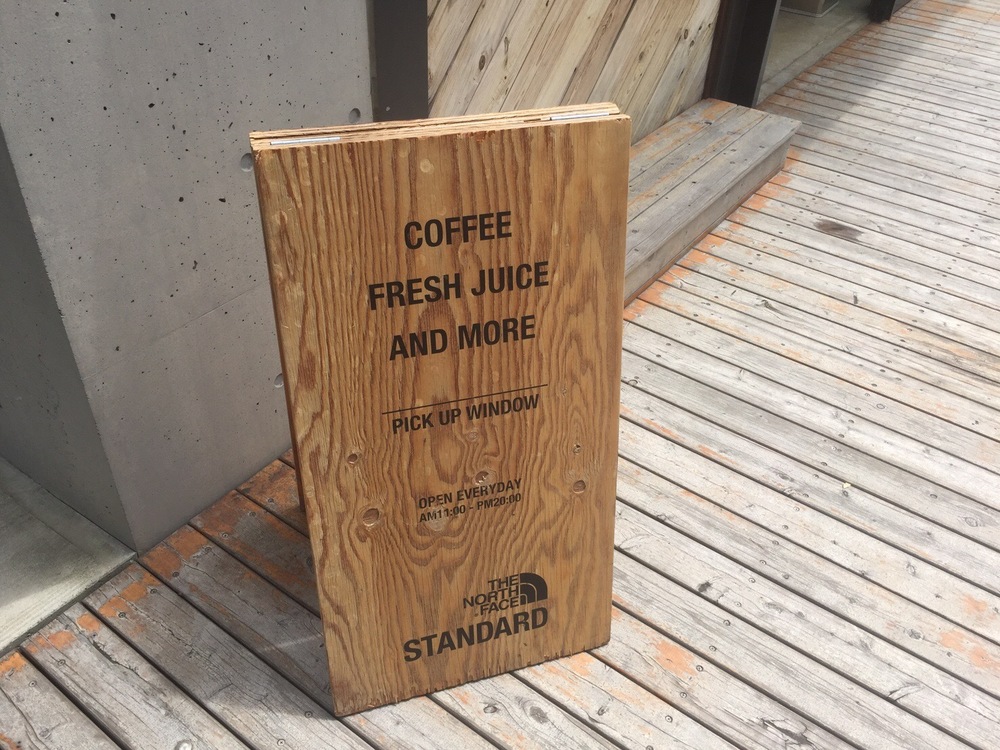 COFFEE
FRESH JUICE
AND MORE
PICK UP WINDOW
OPEN EVERYDAY
AM11:00 - PM20:00
THE
NORTH
FACE
STANDARD